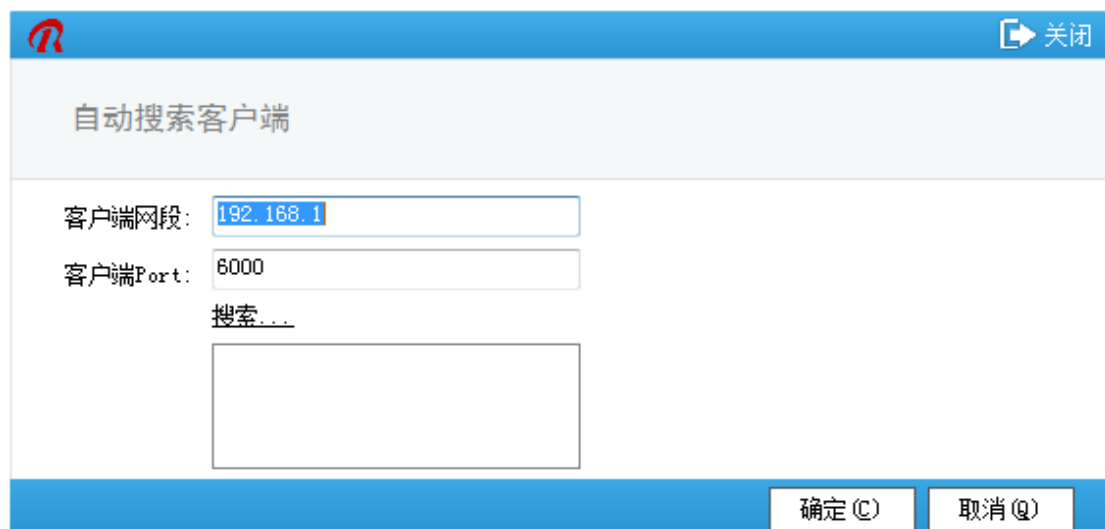 关闭
自动搜索客户端
客户端网段: 192.168.1
客户端Port: 6000
搜索...
确定(C) 取消(Q)